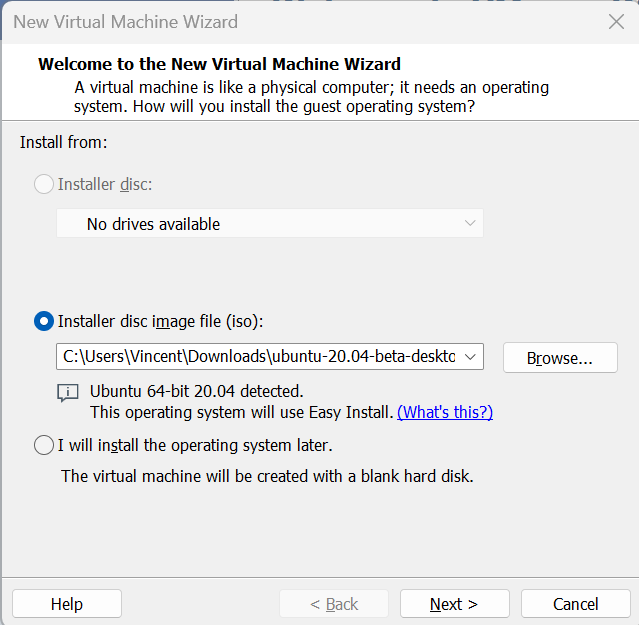 New Virtual Machine Wizard
Welcome to the New Virtual Machine Wizard
A virtual machine is like a physical computer; it needs an operating
system. How will you install the guest operating system?
Install from:
Installer disc:
No drives available
Installer disc image file (iso):
C:\Users\Vincent\Downloads\ubuntu-20.04-beta-deskto
Browse...
Ubuntu 64-bit 20.04 detected.
This operating system will use Easy Install. (What's this?)
I will install the operating system later.
The virtual machine will be created with a blank hard disk.
Help
< Back
Next >
Cancel